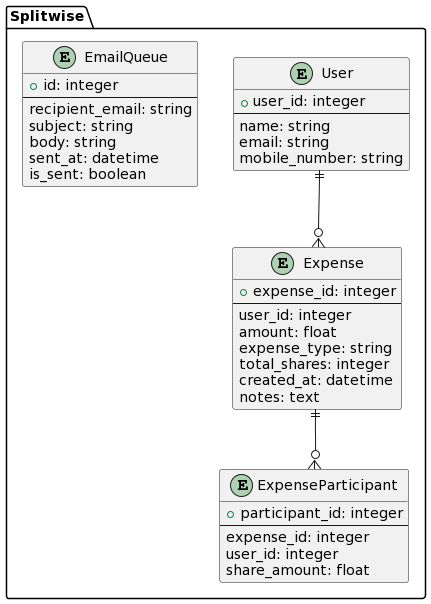 Splitwise
E EmailQueue
id: integer
recipient_email: string
subject: string
body: string
sent_at: datetime
is_sent: boolean
E User
user_id: integer
name: string
email: string
mobile_number: string
E Expense
expense_id: integer
user_id: integer
amount: float
expense_type: string
total_shares: integer
created_at: datetime
notes: text
E ExpenseParticipant
participant_id: integer
expense_id: integer
user_id: integer
share_amount: float